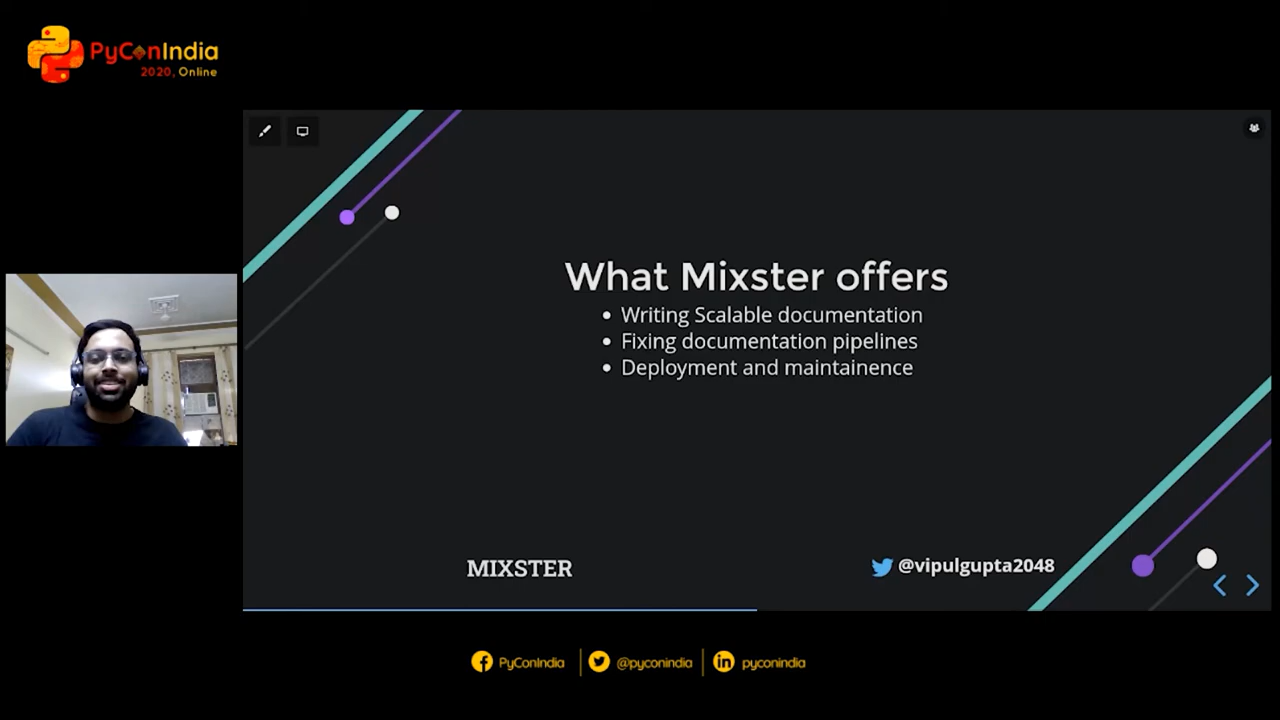 PyConIndia
2020, Online
What Mixster offers
• Writing Scalable documentation
• Fixing documentation pipelines
• Deployment and maintainence
MIXSTER
@vipulgupta2048
PyConIndia
@pyconindia
pyconindia